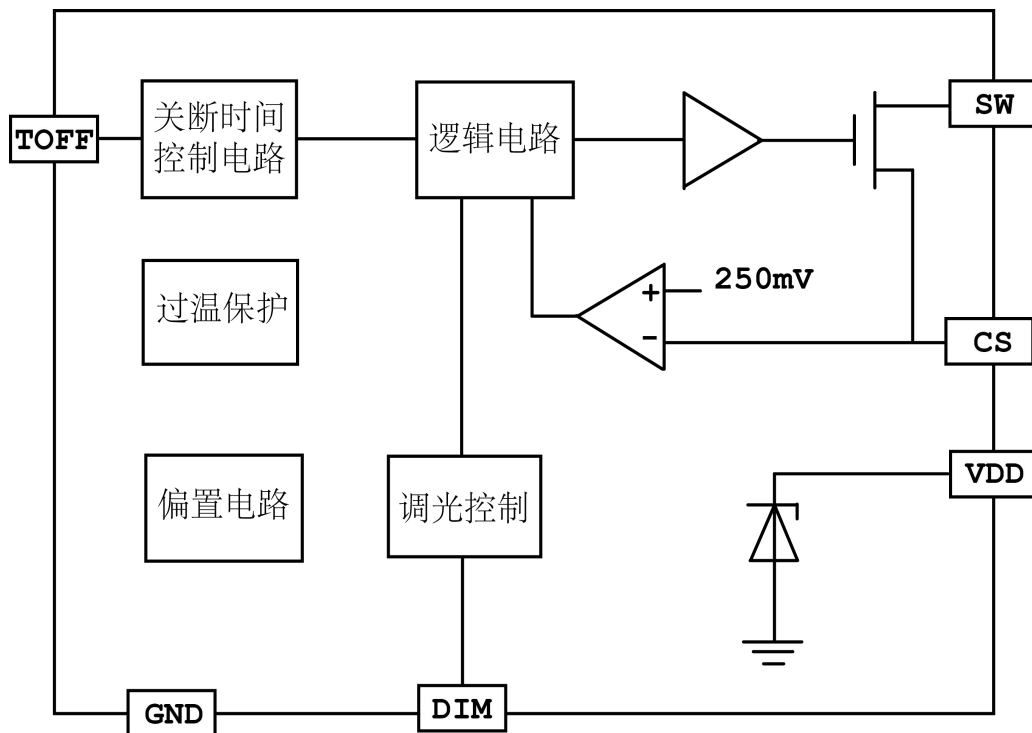 SW
TOFF
关断时间
控制电路
逻辑电路
250mV
+
-
过温保护
CS
VDD
偏置电路
调光控制
GND
DIM